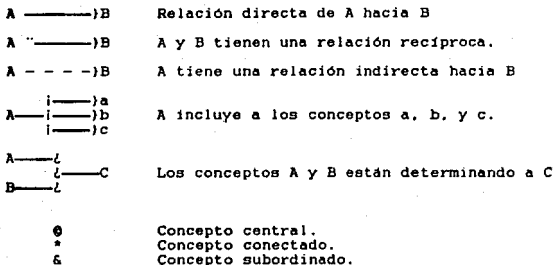 A ———}B Relación directa de A hacia B
A ¨———}B A y B tienen una relación recíproca.
A - - - -}B A tiene una relación indirecta hacia B
¡———}a
A——¡———}b A incluye a los conceptos a, b, y c.
¡———}c
A———¿
¿———C Los conceptos A y B están determinando a C
B———¿
@ Concepto central.
* Concepto conectado.
& Concepto subordinado.